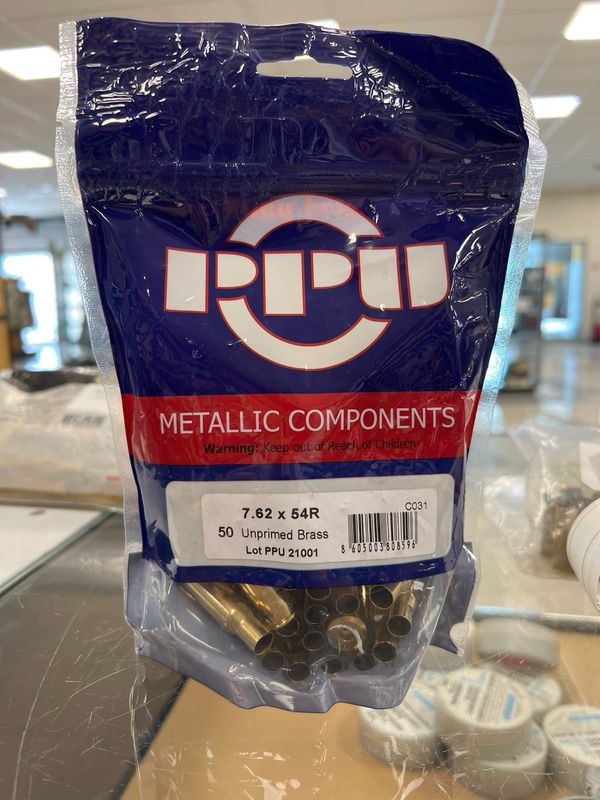 PPU
METALLIC COMPONENTS
Warning: Keep out of Reach of Children
C031
7.62 x 54R
50 Unprimed Brass
Lot PPU 21001
8 605003 808596